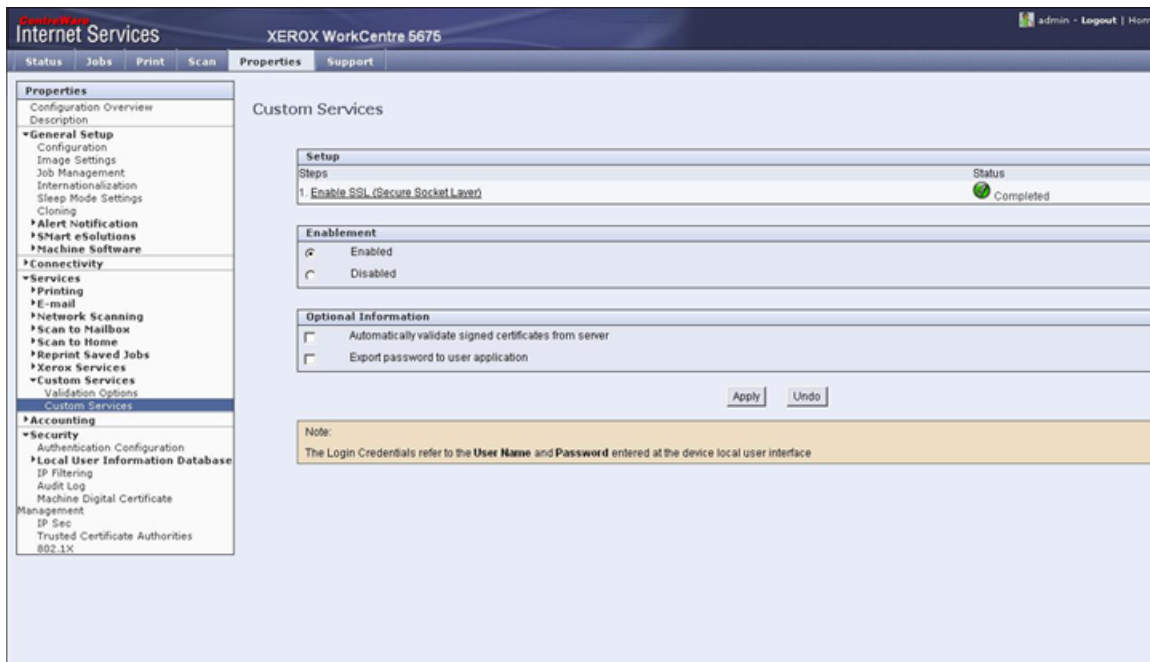 CentreWare
Internet Services
XEROX WorkCentre 5675
admin - Logout | Hom
Status Jobs Print Scan Properties Support
Properties
Configuration Overview
Description
General Setup
Configuration
Image Settings
Job Management
Internationalization
Sleep Mode Settings
Cloning
Alert Notification
SMart eSolutions
Machine Software
Connectivity
Services
Printing
E-mail
Network Scanning
Scan to Mailbox
Scan to Home
Reprint Saved Jobs
Xerox Services
Custom Services
Validation Options
Custom Services
Accounting
Security
Authentication Configuration
Local User Information Database
IP Filtering
Audit Log
Machine Digital Certificate
Management
IP Sec
Trusted Certificate Authorities
802.1X
Custom Services
Setup
Steps Status
1. Enable SSL (Secure Socket Layer) Completed
Enablement
Enabled
Disabled
Optional Information
Automatically validate signed certificates from server
Export password to user application
Apply Undo
Note:
The Login Credentials refer to the User Name and Password entered at the device local user interface